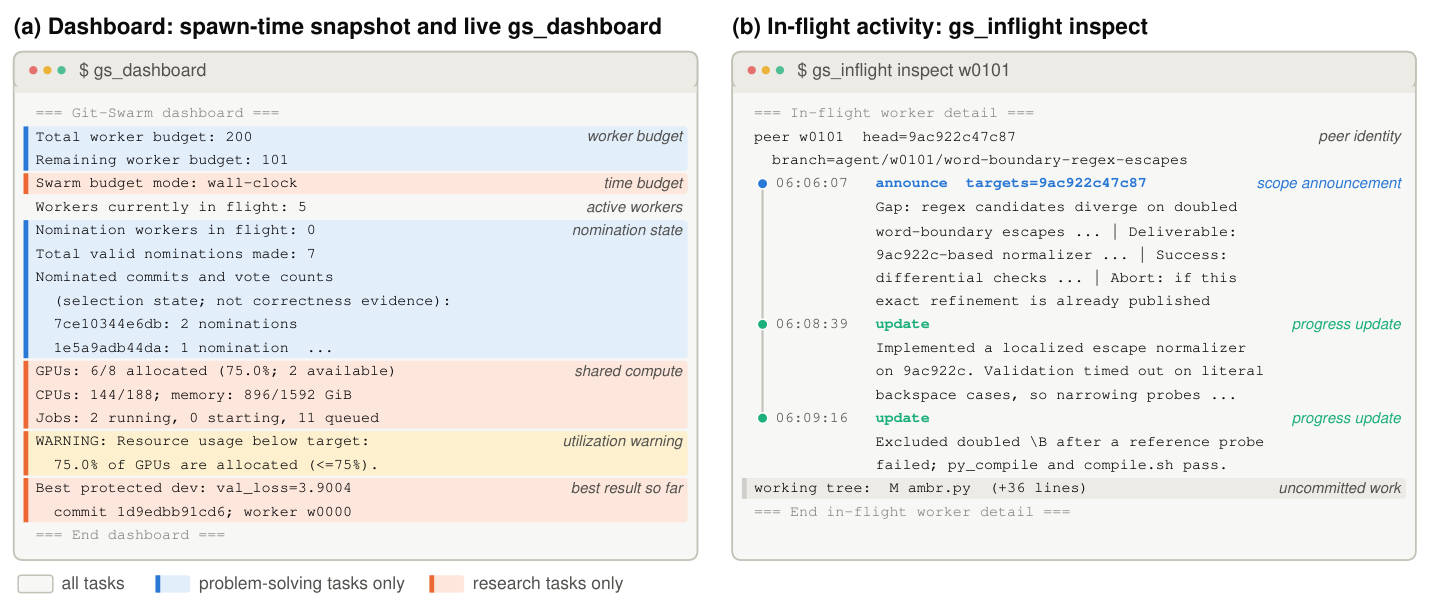 (a) Dashboard: spawn-time snapshot and live gs_dashboard
$ gs_dashboard
=== Git-Swarm dashboard ===
Total worker budget: 200 worker budget
Remaining worker budget: 101
Swarm budget mode: wall-clock time budget
Workers currently in flight: 5 active workers
Nomination workers in flight: 0 nomination state
Total valid nominations made: 7
Nominated commits and vote counts
(selection state; not correctness evidence):
7ce10344e6db: 2 nominations
1e5a9adb44da: 1 nomination ...
GPUs: 6/8 allocated (75.0%; 2 available) shared compute
CPUs: 144/188; memory: 896/1592 GiB
Jobs: 2 running, 0 starting, 11 queued
WARNING: Resource usage below target: utilization warning
75.0% of GPUs are allocated (<=75%).
Best protected dev: val_loss=3.9004 best result so far
commit 1d9edbb91cd6; worker w0000
=== End dashboard ===
all tasks problem-solving tasks only research tasks only
(b) In-flight activity: gs_inflight inspect
$ gs_inflight inspect w0101
=== In-flight worker detail ===
peer w0101 head=9ac922c47c87 peer identity
branch=agent/w0101/word-boundary-regex-escapes
06:06:07 announce targets=9ac922c47c87 scope announcement
Gap: regex candidates diverge on doubled
word-boundary escapes ... | Deliverable:
9ac922c-based normalizer ... | Success:
differential checks ... | Abort: if this
exact refinement is already published
06:08:39 update progress update
Implemented a localized escape normalizer
on 9ac922c. Validation timed out on literal
backspace cases, so narrowing probes ...
06:09:16 update progress update
Excluded doubled \B after a reference probe
failed; py_compile and compile.sh pass.
working tree: M ambr.py (+36 lines) uncommitted work
=== End in-flight worker detail ===